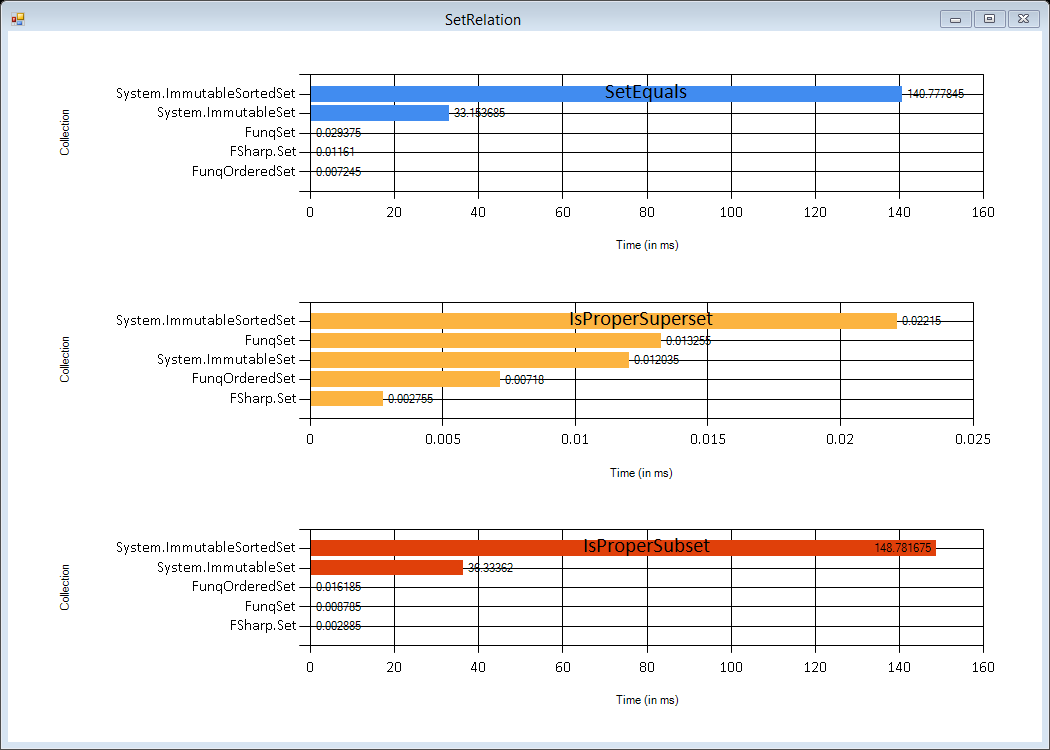 SetRelation
SetEquals
Collection
System.ImmutableSortedSet 140.777845
System.ImmutableSet 33.153685
FunqSet 0.029375
FSharp.Set 0.01161
FunqOrderedSet 0.007245
0 20 40 60 80 100 120 140 160
Time (in ms)
IsProperSuperset
Collection
System.ImmutableSortedSet 0.02215
FunqSet 0.013255
System.ImmutableSet 0.012035
FunqOrderedSet 0.00718
FSharp.Set 0.002755
0 0.005 0.01 0.015 0.02 0.025
Time (in ms)
IsProperSubset
Collection
System.ImmutableSortedSet 148.781675
System.ImmutableSet 36.33362
FunqOrderedSet 0.016185
FunqSet 0.008785
FSharp.Set 0.002885
0 20 40 60 80 100 120 140 160
Time (in ms)